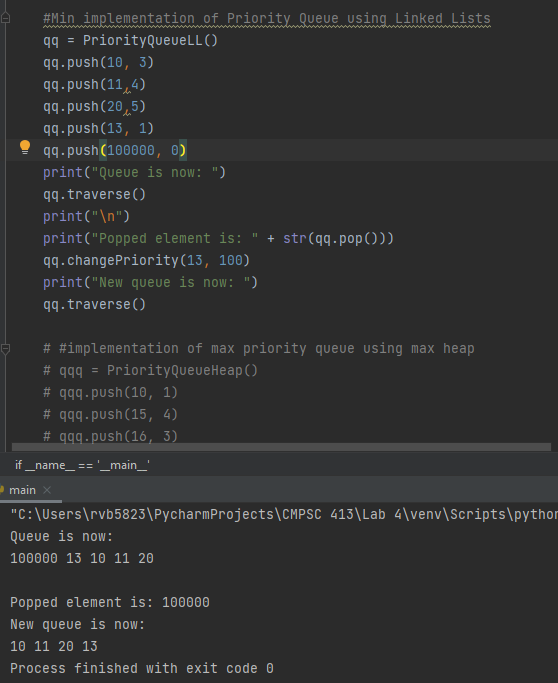 #Min implementation of Priority Queue using Linked Lists
qq = PriorityQueueLL()
qq.push(10, 3)
qq.push(11,4)
qq.push(20,5)
qq.push(13, 1)
qq.push(100000, 0)
print("Queue is now: ")
qq.traverse()
print("\n")
print("Popped element is: " + str(qq.pop()))
qq.changePriority(13, 100)
print("New queue is now: ")
qq.traverse()
# #implementation of max priority queue using max heap
# qqq = PriorityQueueHeap()
# qqq.push(10, 1)
# qqq.push(15, 4)
# qqq.push(16, 3)
if __name__ == '__main__'
main
"C:\Users\rvb5823\PycharmProjects\CMPSC 413\Lab 4\venv\Scripts\python
Queue is now:
100000 13 10 11 20
Popped element is: 100000
New queue is now:
10 11 20 13
Process finished with exit code 0